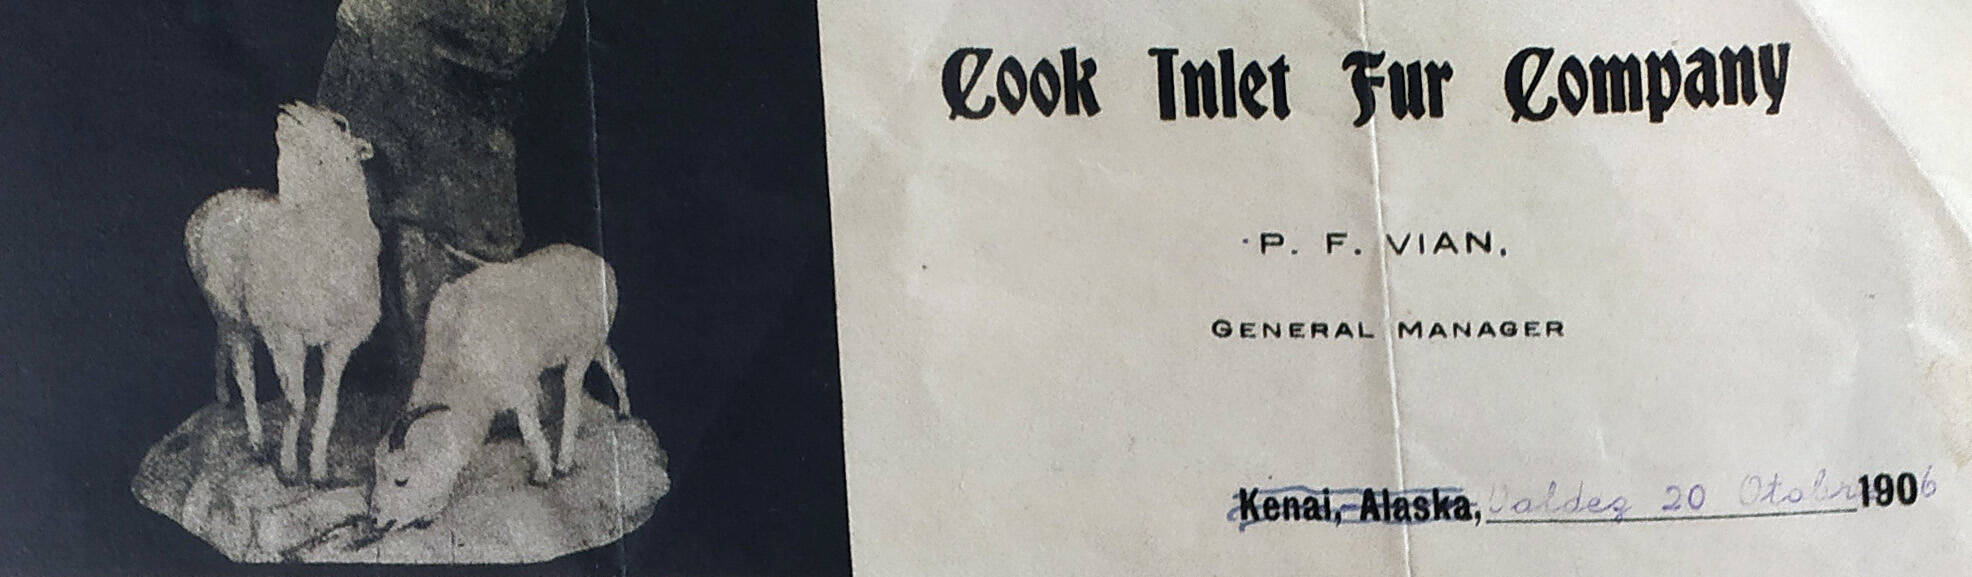 Cook Inlet Fur Company
P. F. VIAN.
GENERAL MANAGER
Kenai, Alaska, Valdez 20 Otobr 1906